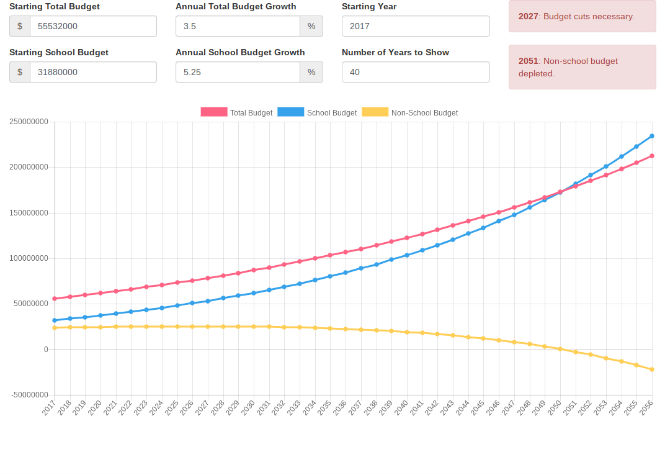 Starting Total Budget
$ 55532000
Annual Total Budget Growth
3.5 %
Starting Year
2017
2027: Budget cuts necessary.
Starting School Budget
$ 31880000
Annual School Budget Growth
5.25 %
Number of Years to Show
40
2051: Non-school budget
depleted.
Total Budget School Budget Non-School Budget
250000000
200000000
150000000
100000000
50000000
0
-50000000
2017 2018 2019 2020 2021 2022 2023 2024 2025 2026 2027 2028 2029 2030 2031 2032 2033 2034 2035 2036 2037 2038 2039 2040 2041 2042 2043 2044 2045 2046 2047 2048 2049 2050 2051 2052 2053 2054 2055 2056